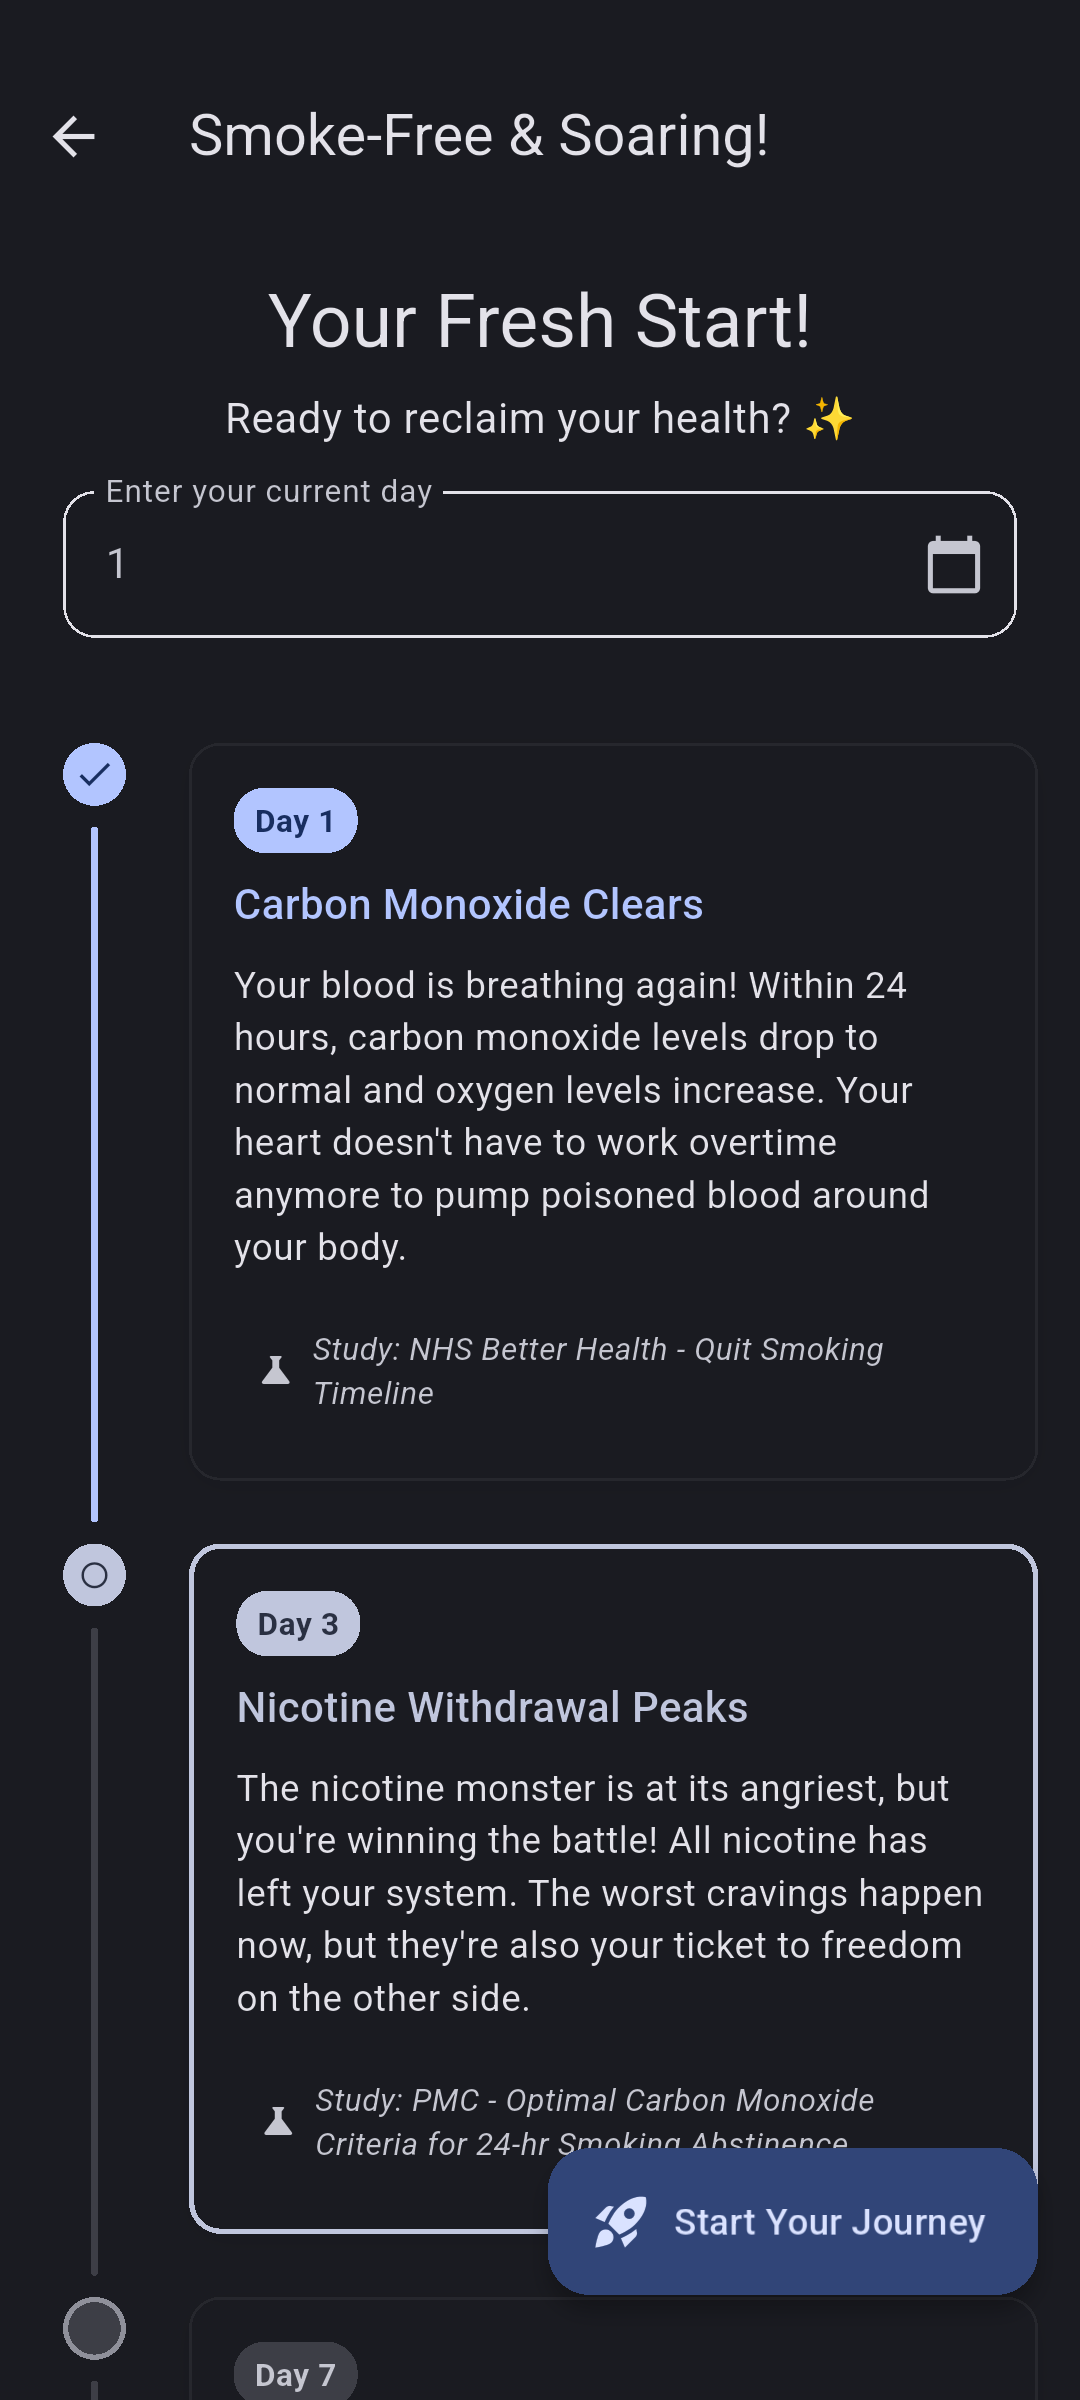 Smoke-Free & Soaring!
Your Fresh Start!
Ready to reclaim your health? ✨
Enter your current day
1
Day 1
Carbon Monoxide Clears
Your blood is breathing again! Within 24
hours, carbon monoxide levels drop to
normal and oxygen levels increase. Your
heart doesn't have to work overtime
anymore to pump poisoned blood around
your body.
Study: NHS Better Health - Quit Smoking
Timeline
Day 3
Nicotine Withdrawal Peaks
The nicotine monster is at its angriest, but
you're winning the battle! All nicotine has
left your system. The worst cravings happen
now, but they're also your ticket to freedom
on the other side.
Study: PMC - Optimal Carbon Monoxide
Criteria for 24-hr Smoking Abstinence
Start Your Journey
Day 7